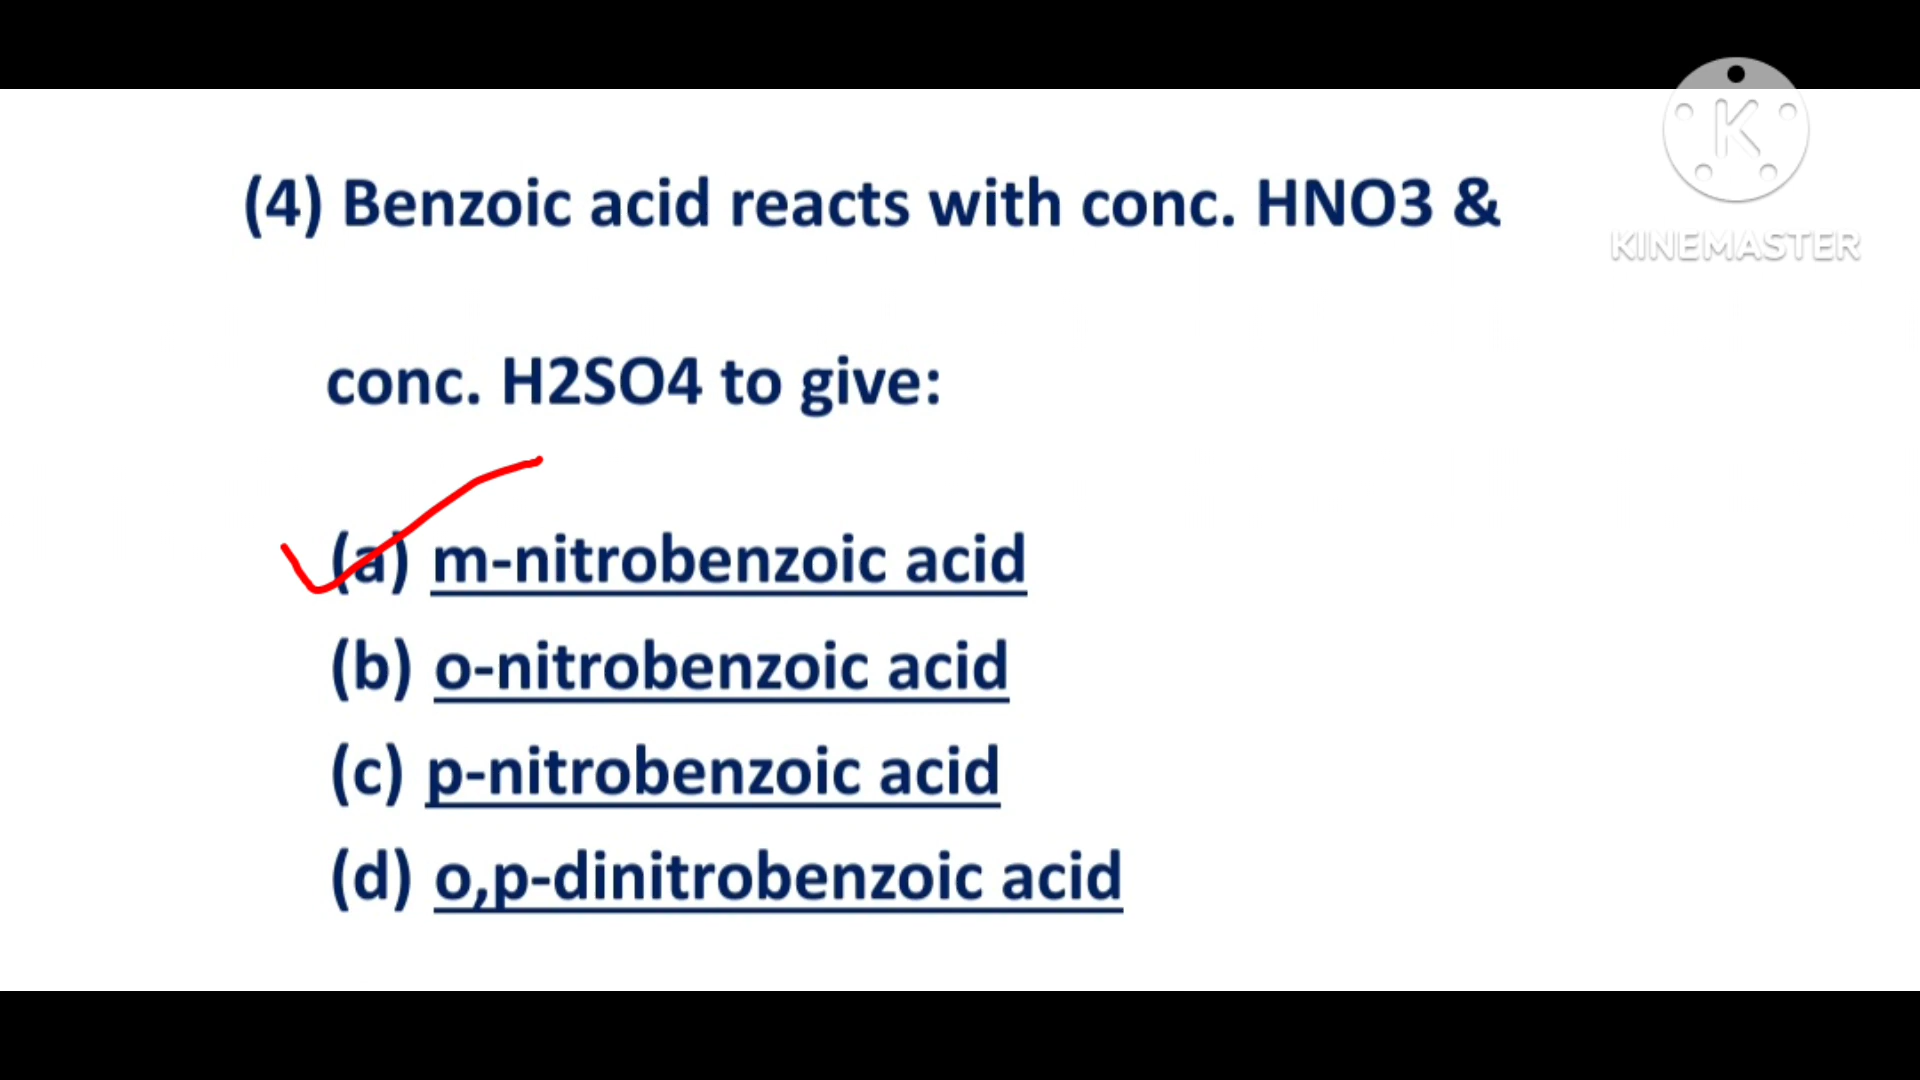 (4) Benzoic acid reacts with conc. HNO3 &
K
KINEMASTER
conc. H2SO4 to give:
(a) m-nitrobenzoic acid
(b) o-nitrobenzoic acid
(c) p-nitrobenzoic acid
(d) o,p-dinitrobenzoic acid